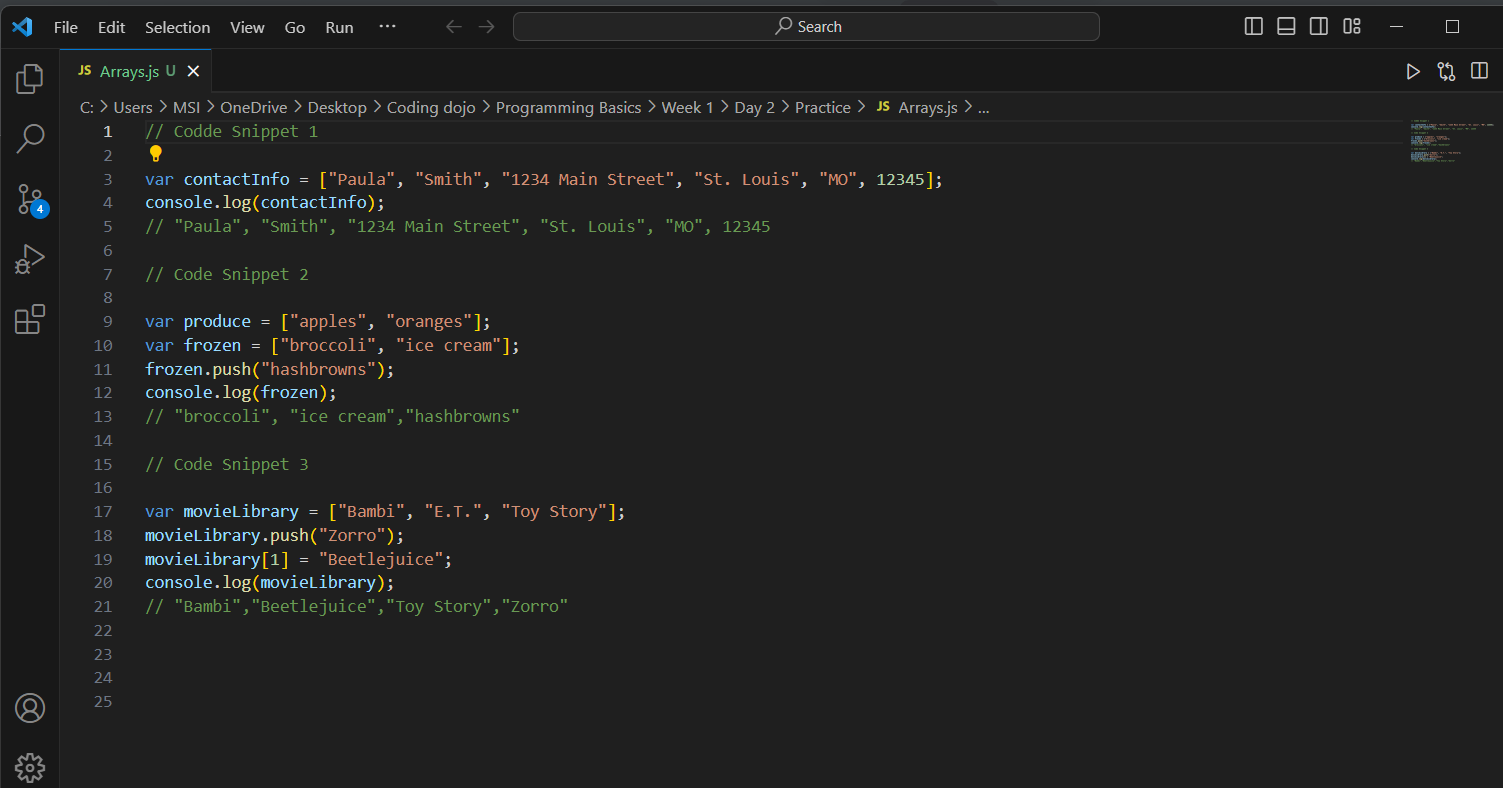 File Edit Selection View Go Run ··· Search
JS Arrays.js U
C: > Users > MSI > OneDrive > Desktop > Coding dojo > Programming Basics > Week 1 > Day 2 > Practice > JS Arrays.js > ...
1 // Codde Snippet 1
2
3 var contactInfo = ["Paula", "Smith", "1234 Main Street", "St. Louis", "MO", 12345];
4 console.log(contactInfo);
5 // "Paula", "Smith", "1234 Main Street", "St. Louis", "MO", 12345
6
7 // Code Snippet 2
8
9 var produce = ["apples", "oranges"];
10 var frozen = ["broccoli", "ice cream"];
11 frozen.push("hashbrowns");
12 console.log(frozen);
13 // "broccoli", "ice cream","hashbrowns"
14
15 // Code Snippet 3
16
17 var movieLibrary = ["Bambi", "E.T.", "Toy Story"];
18 movieLibrary.push("Zorro");
19 movieLibrary[1] = "Beetlejuice";
20 console.log(movieLibrary);
21 // "Bambi","Beetlejuice","Toy Story","Zorro"
22
23
24
25
4